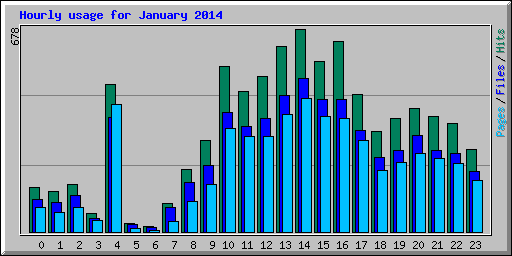 Hourly usage for January 2014
678
Pages / Files / Hits
0 1 2 3 4 5 6 7 8 9 10 11 12 13 14 15 16 17 18 19 20 21 22 23